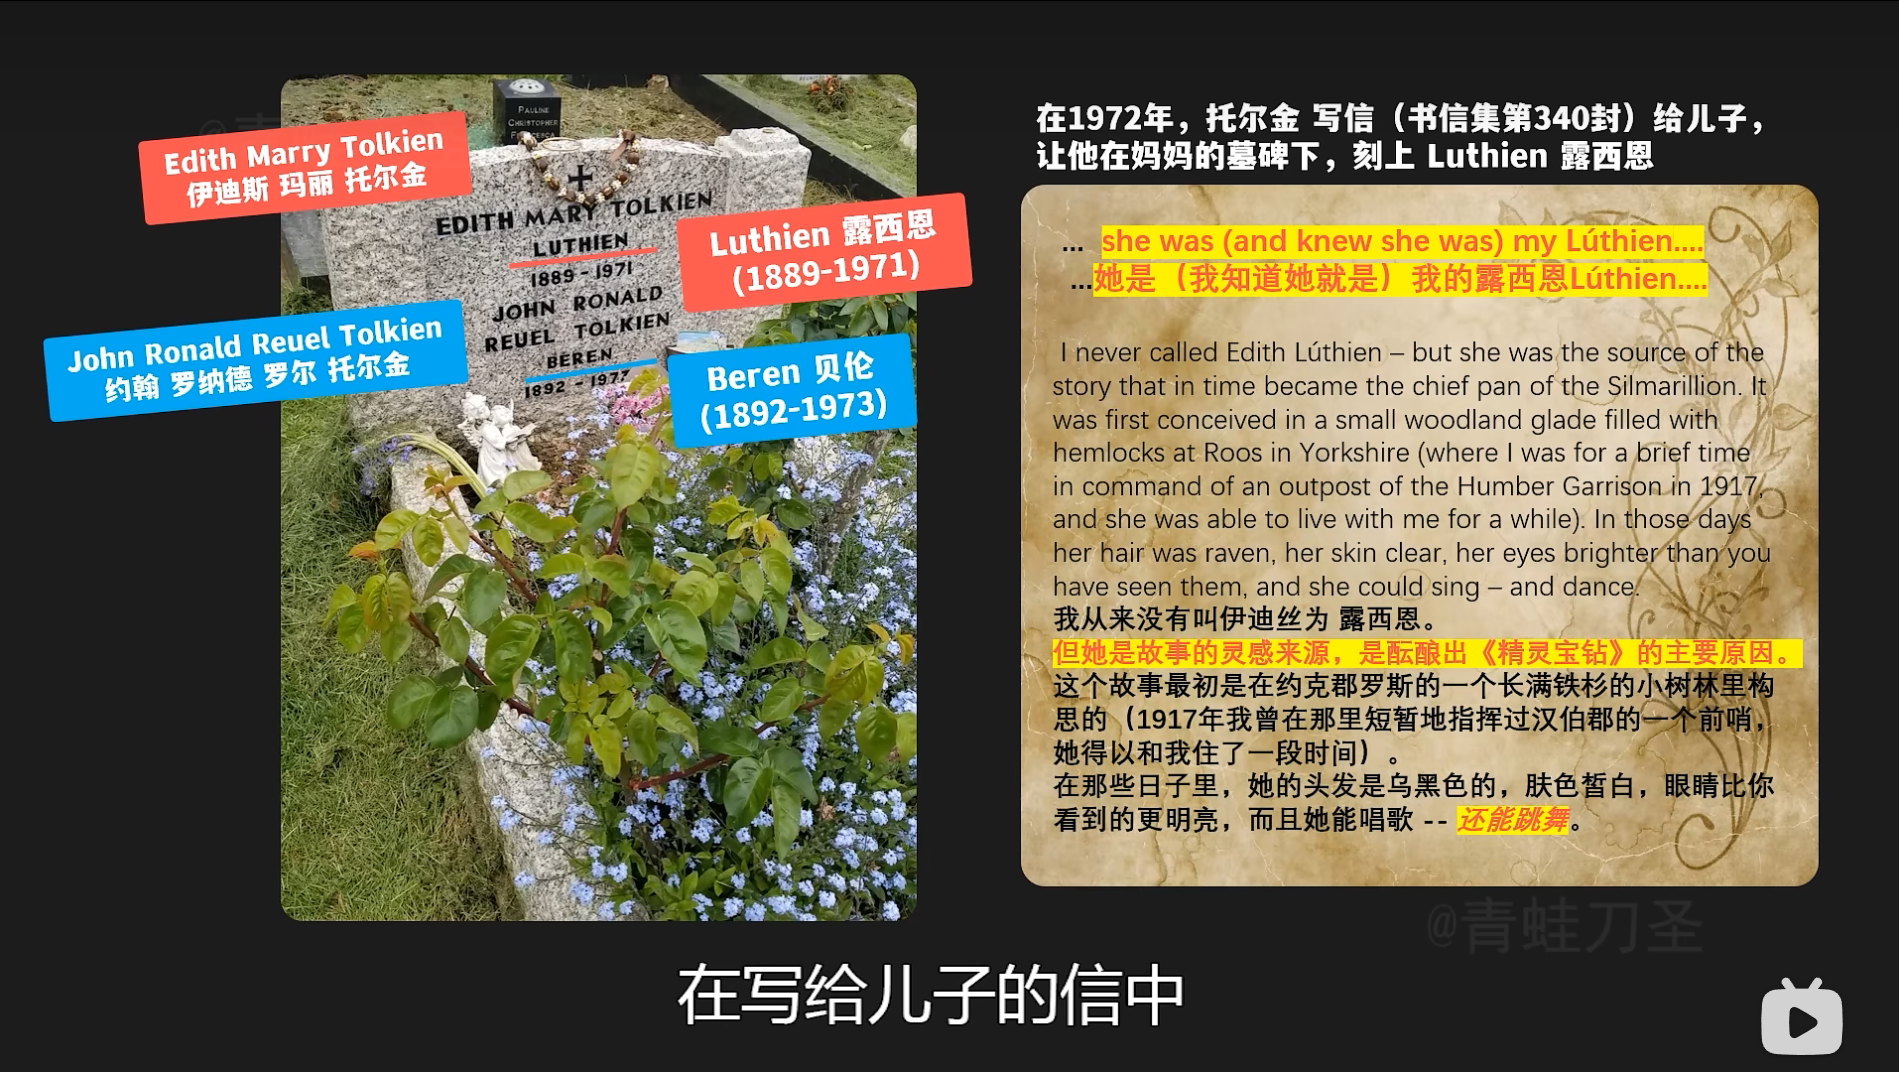 PAULINE
CHRISTOPHER
Edith Marry Tolkien
伊迪斯 玛丽 托尔金
EDITH MARY TOLKIEN
LUTHIEN
1889 - 1971
Luthien 露西恩
(1889-1971)
JOHN RONALD
REUEL TOLKIEN
BEREN
John Ronald Reuel Tolkien
约翰 罗纳德 罗尔 托尔金
Beren 贝伦
(1892-1973)
在1972年，托尔金 写信（书信集第340封）给儿子，
让他在妈妈的墓碑下，刻上 Luthien 露西恩
... she was (and knew she was) my Lúthien....
...她是（我知道她就是）我的露西恩Lúthien....
I never called Edith Lúthien – but she was the source of the
story that in time became the chief pan of the Silmarillion. It
was first conceived in a small woodland glade filled with
hemlocks at Roos in Yorkshire (where I was for a brief time
in command of an outpost of the Humber Garrison in 1917,
and she was able to live with me for a while). In those days
her hair was raven, her skin clear, her eyes brighter than you
have seen them, and she could sing – and dance.
我从来没有叫伊迪丝为 露西恩。
但她是故事的灵感来源，是酝酿出《精灵宝钻》的主要原因。
这个故事最初是在约克郡罗斯的一个长满铁杉的小树林里构
思的（1917年我曾在那里短暂地指挥过汉伯郡的一个前哨，
她得以和我住了一段时间）。
在那些日子里，她的头发是乌黑色的，肤色皙白，眼睛比你
看到的更明亮，而且她能唱歌 -- 还能跳舞。
@青蛙刀圣
在写给儿子的信中